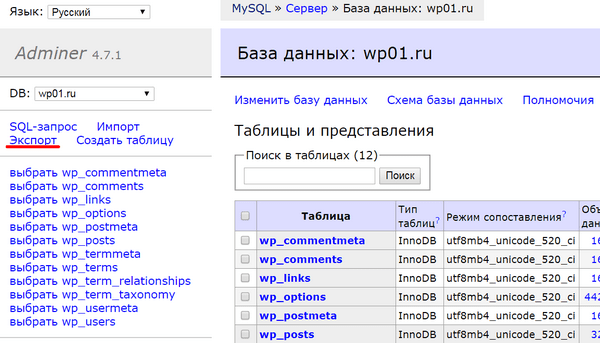 Язык: Русский
MySQL » Сервер » База данных: wp01.ru
Adminer 4.7.1
База данных: wp01.ru
DB: wp01.ru
Изменить базу данных Схема базы данных Полномочия
SQL-запрос Импорт
Экспорт Создать таблицу
Таблицы и представления
Поиск в таблицах (12)
Поиск
выбрать wp_commentmeta
выбрать wp_comments
выбрать wp_links
выбрать wp_options
выбрать wp_postmeta
выбрать wp_posts
выбрать wp_termmeta
выбрать wp_terms
выбрать wp_term_relationships
выбрать wp_term_taxonomy
выбрать wp_usermeta
выбрать wp_users
Таблица Тип таблиц? Режим сопоставления? 
wp_commentmeta InnoDB utf8mb4_unicode_520_ci 16
wp_comments InnoDB utf8mb4_unicode_520_ci 16
wp_links InnoDB utf8mb4_unicode_520_ci 16
wp_options InnoDB utf8mb4_unicode_520_ci 442
wp_postmeta InnoDB utf8mb4_unicode_520_ci 16
wp_posts InnoDB utf8mb4_unicode_520_ci 32